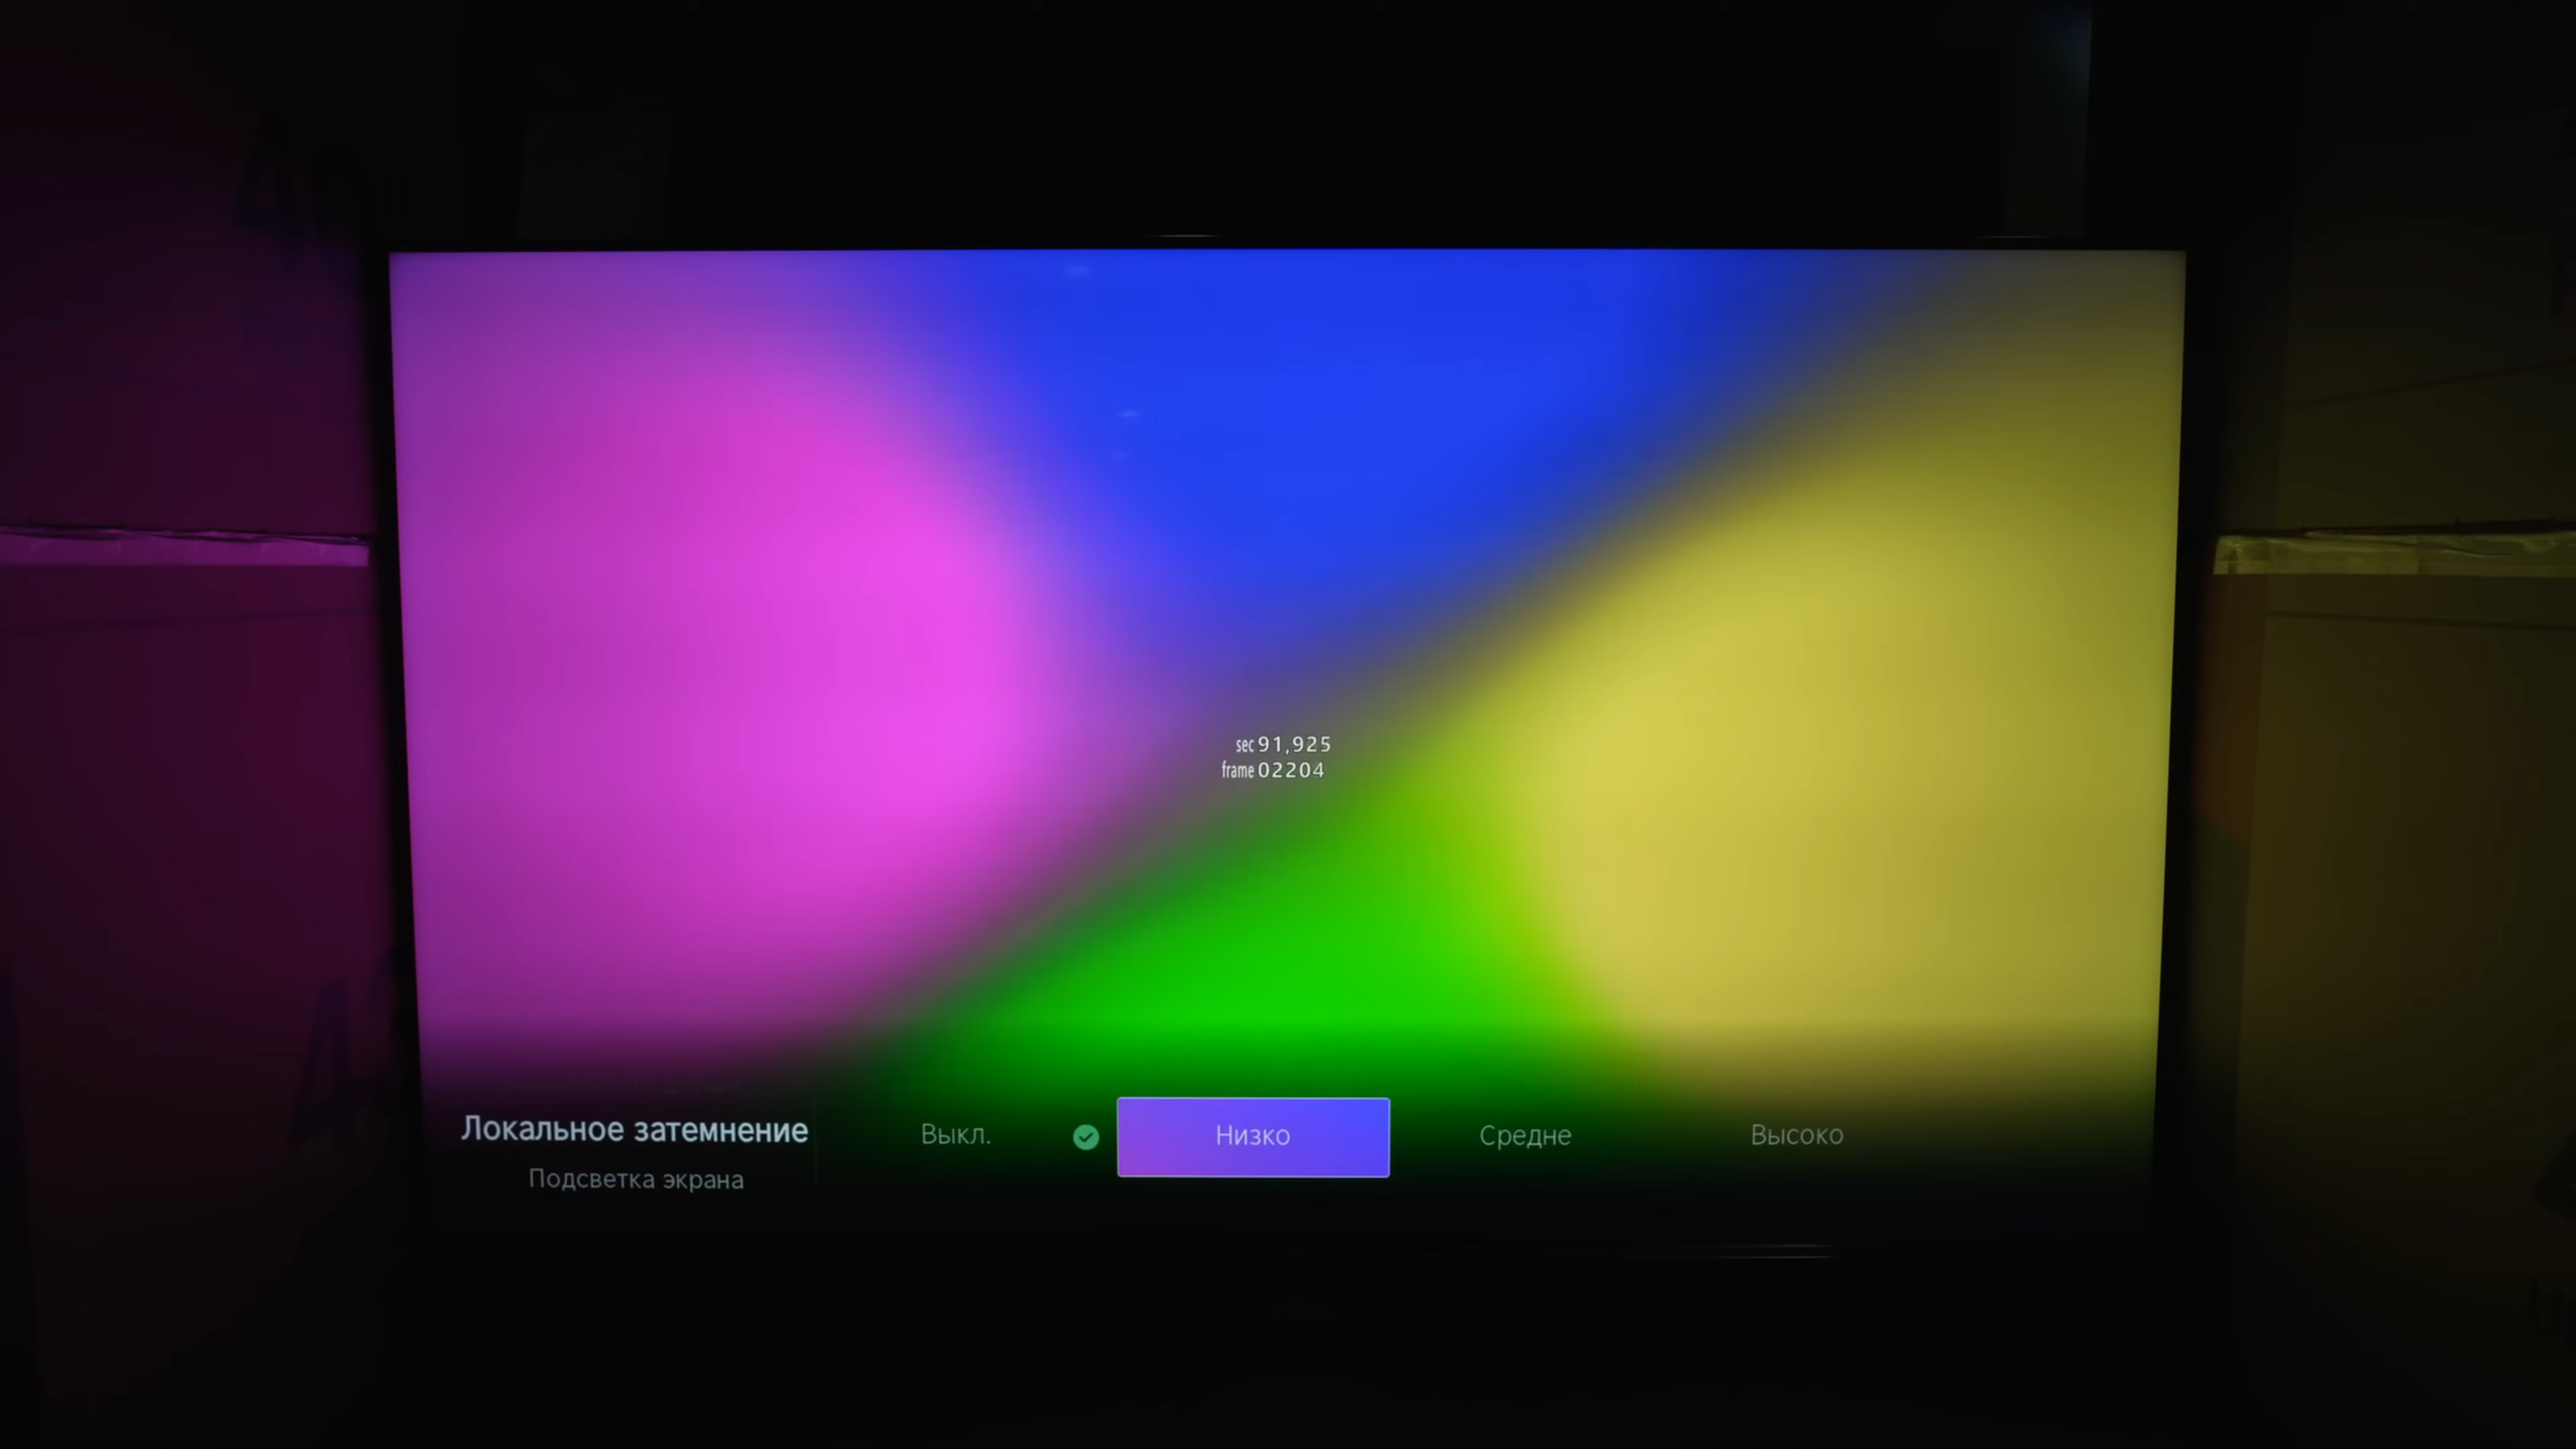 sec 91,925
frame 02204
Локальное затемнение
Выкл.
Низко
Средне
Высоко
Подсветка экрана